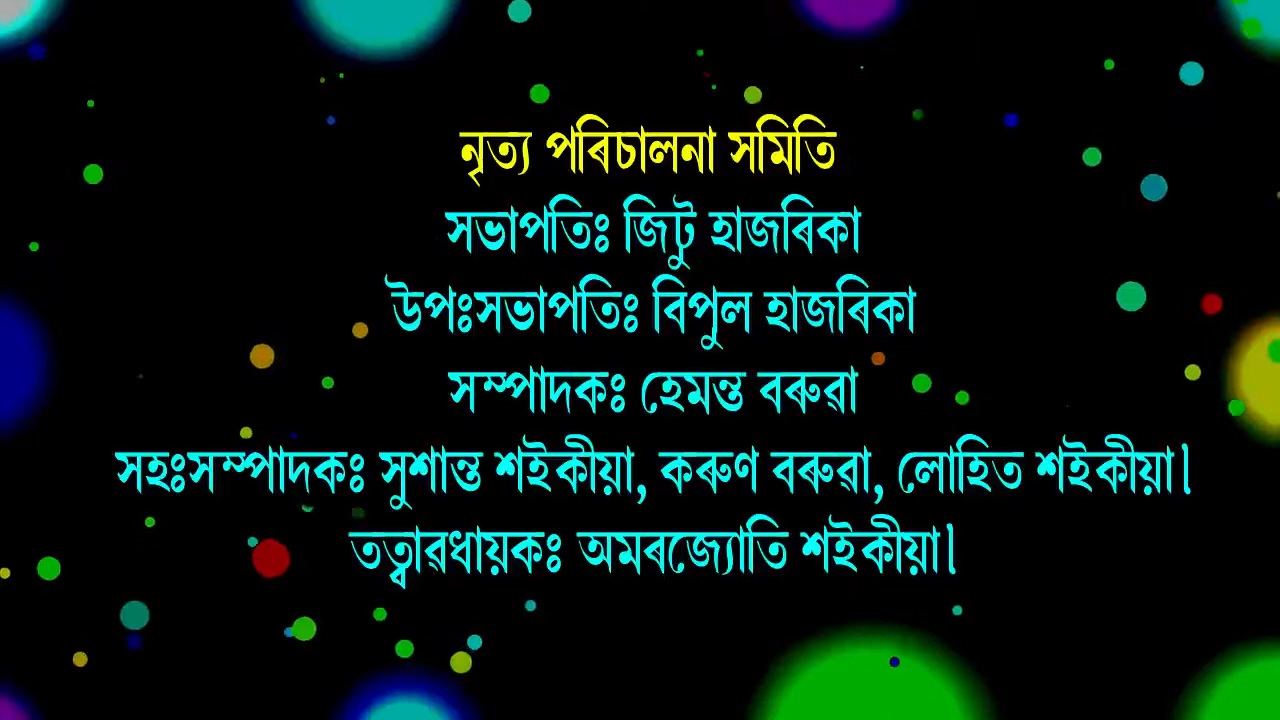 নৃত্য পৰিচালনা সমিতি
সভাপতিঃ জিটু হাজৰিকা
উপঃসভাপতিঃ বিপুল হাজৰিকা
সম্পাদকঃ হেমন্ত বৰুৱা
সহঃসম্পাদকঃ সুশান্ত শইকীয়া, কৰুণ বৰুৱা, লোহিত শইকীয়া।
তত্বাৱধায়কঃ অমৰজ্যোতি শইকীয়া।